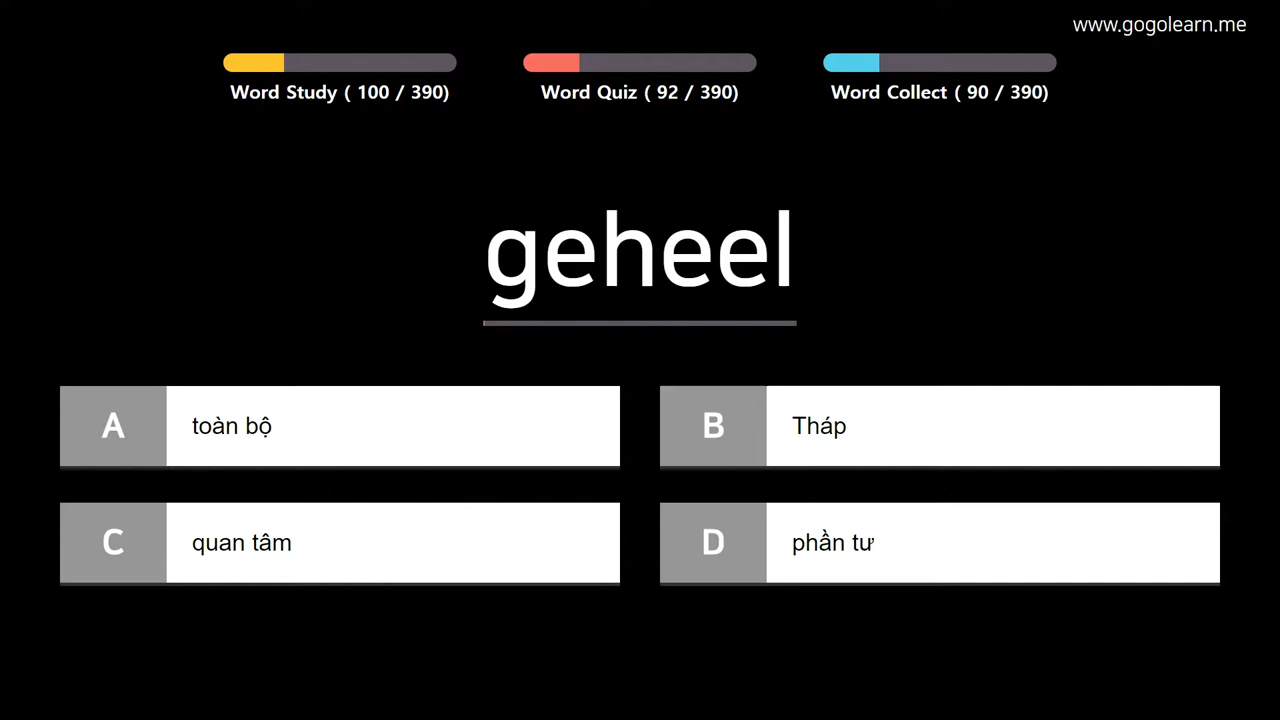 www.gogolearn.me
Word Study ( 100 / 390)
Word Quiz ( 92 / 390)
Word Collect ( 90 / 390)
geheel
A toàn bộ
B Tháp
C quan tâm
D phần tư